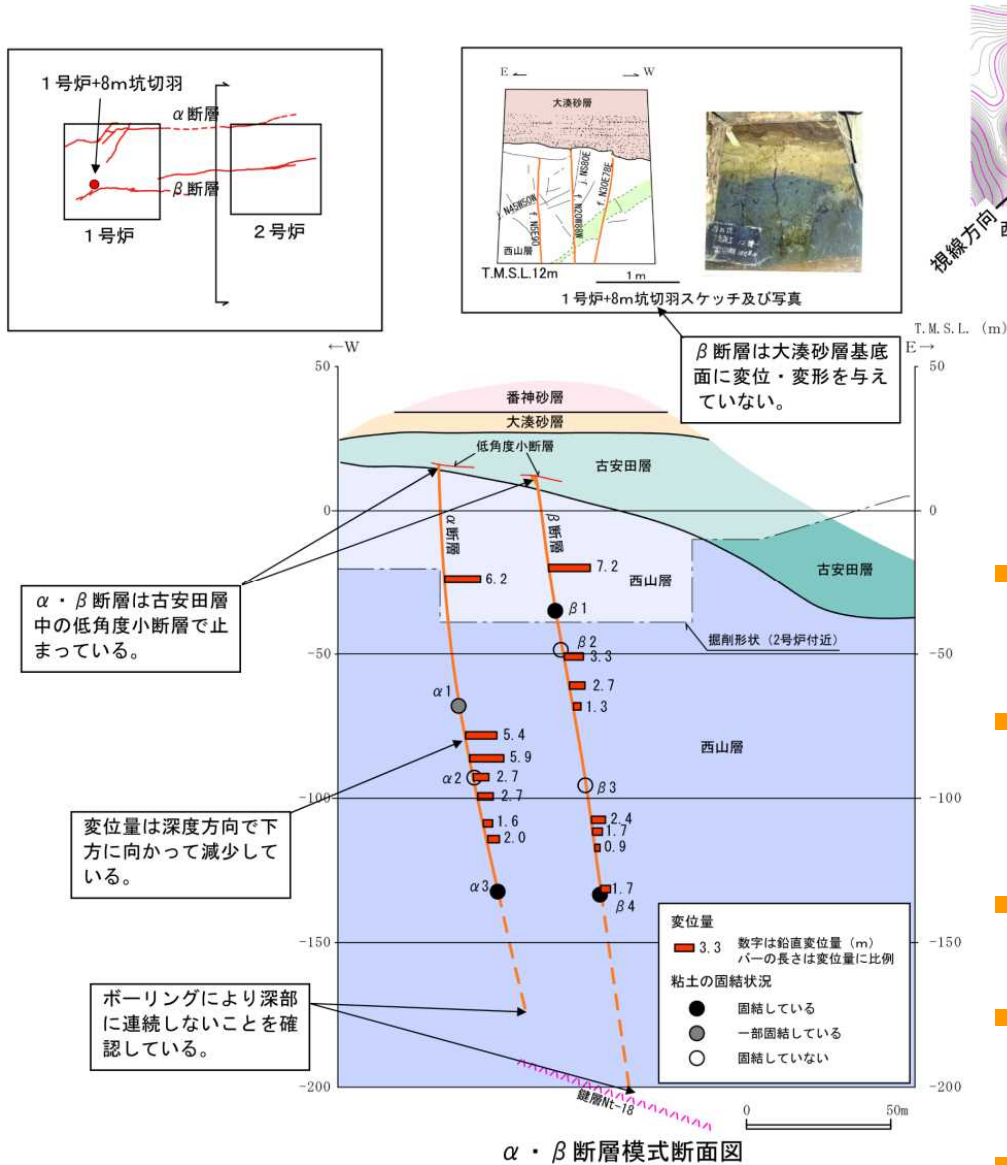 1号炉+8m坑切羽
α断層
β断層
1号炉
2号炉
E
W
大湊砂層
j. N45W50W
f. N5E90
j. NS80E
f. N20W88W
f. N30E78E
西山層
T.M.S.L.12m
1m
1号炉+8m坑切羽スケッチ及び写真
視線方向
西
T.M.S.L. (m)
←W
E→
β断層は大湊砂層基底
面に変位・変形を与え
ていない。
50
50
番神砂層
大湊砂層
低角度小断層
古安田層
0
0
α断層
β断層
6.2
7.2
西山層
古安田層
α・β断層は古安田層
中の低角度小断層で止
まっている。
β1
掘削形状（2号炉付近）
β2
-50
-50
3.3
2.7
1.3
α1
5.4
西山層
5.9
α2
2.7
β3
-100
2.7
-100
変位量は深度方向で下
方に向かって減少して
いる。
1.6
2.0
2.4
1.7
0.9
α3
1.7
β4
-150
-150
変位量
3.3
数字は鉛直変位量（m）
バーの長さは変位量に比例
粘土の固結状況
固結している
一部固結している
固結していない
ボーリングにより深部
に連続しないことを確
認している。
-200
-200
鍵層Nt-18
0
50m
α・β断層模式断面図